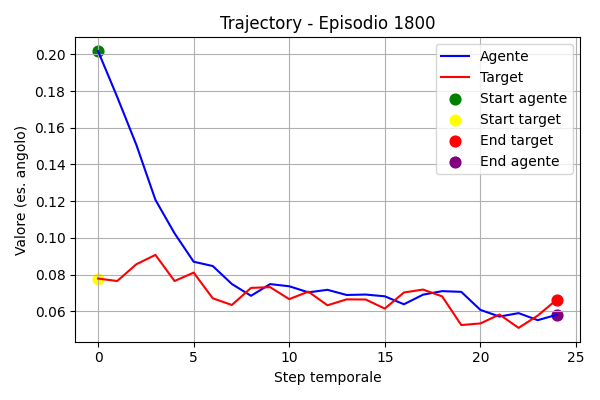 Trajectory - Episodio 1800
Agente
Target
Start agente
Start target
End target
End agente
Valore (es. angolo)
0.20
0.18
0.16
0.14
0.12
0.10
0.08
0.06
0 5 10 15 20 25
Step temporale